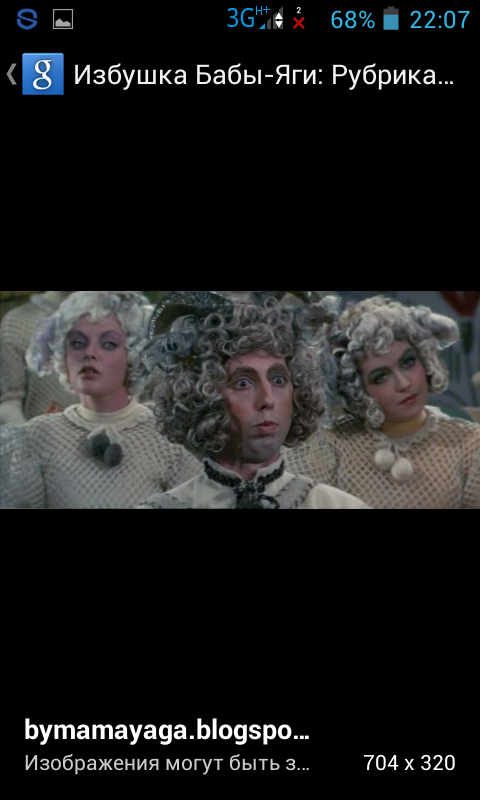 3G H+ 2 68% 22:07
g Избушка Бабы-Яги: Рубрика...
bymamayaga.blogspo...
Изображения могут быть з... 704 x 320